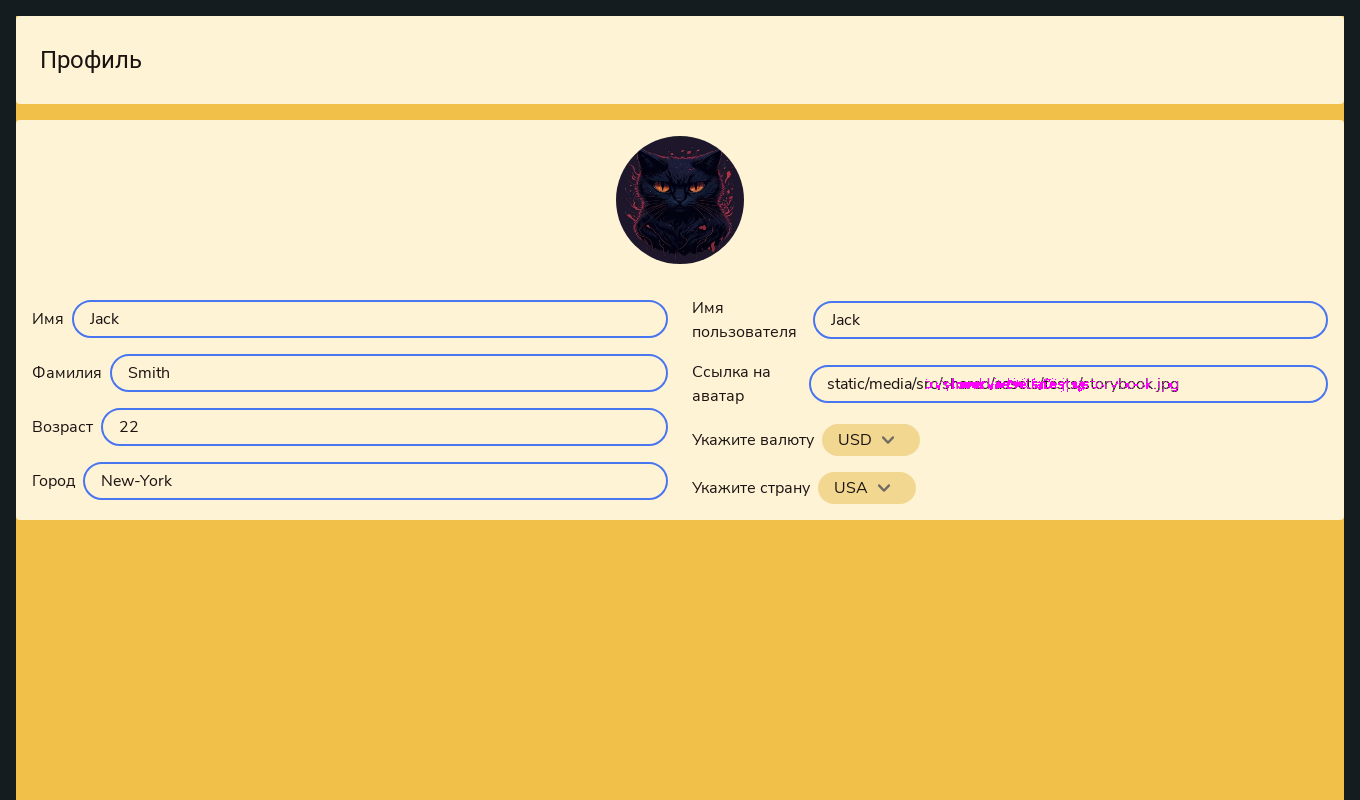 Профиль
Имя
Jack
Фамилия
Smith
Возраст
22
Город
New-York
Имя
пользователя
Jack
Ссылка на
аватар
static/media/src/shared/assets/tests/storybook.jpg
Укажите валюту
USD
Укажите страну
USA